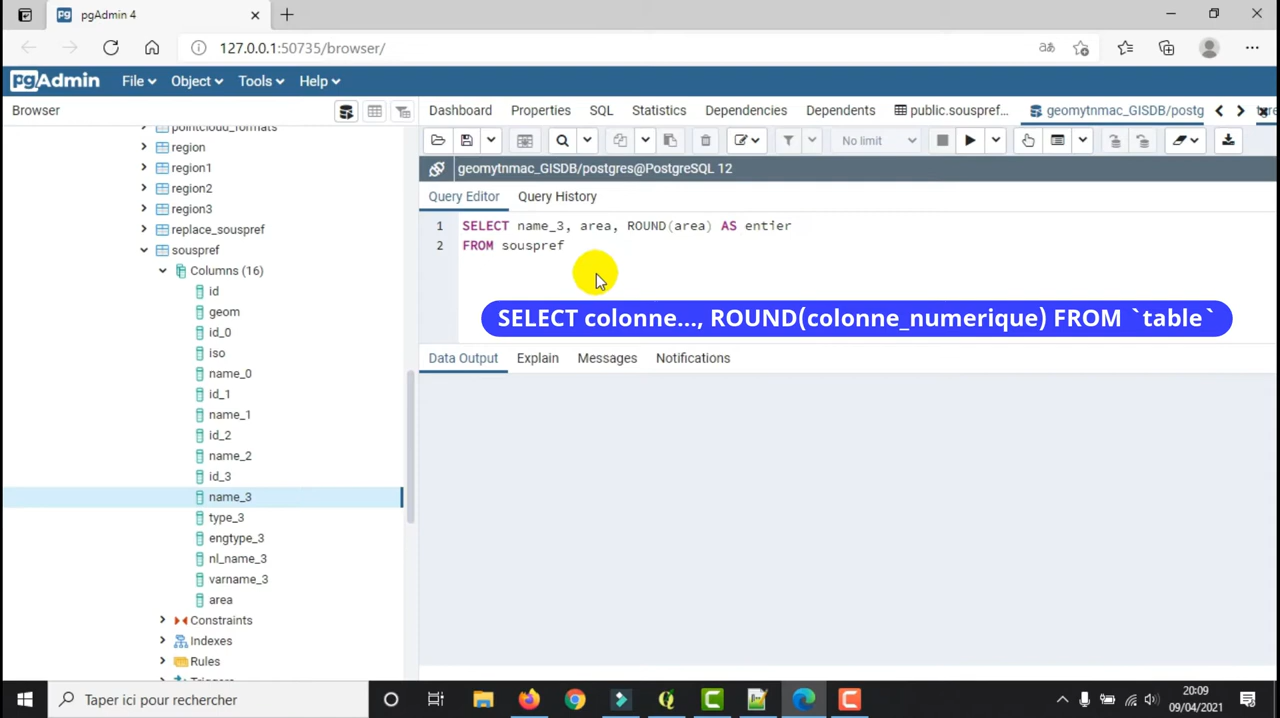 pgAdmin 4
127.0.0.1:50735/browser/
pgAdmin File Object Tools Help
Browser
Dashboard Properties SQL Statistics Dependencies Dependents public.souspref... geomytnmac_GISDB/postg
pointcloud_formats
region
region1
region2
region3
replace_souspref
souspref
Columns (16)
id
geom
id_0
iso
name_0
id_1
name_1
id_2
name_2
id_3
name_3
type_3
engtype_3
nl_name_3
varname_3
area
Constraints
Indexes
Rules
No limit
geomytnmac_GISDB/postgres@PostgreSQL 12
Query Editor Query History
1 SELECT name_3, area, ROUND(area) AS entier
2 FROM souspref
SELECT colonne..., ROUND(colonne_numerique) FROM `table`
Data Output Explain Messages Notifications
Taper ici pour rechercher
20:09
09/04/2021